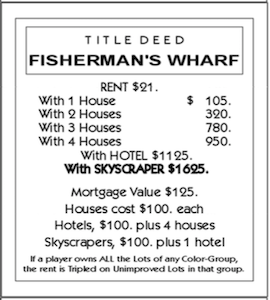 TITLE DEED
FISHERMAN'S WHARF
RENT $21.
With 1 House $ 105.
With 2 Houses 320.
With 3 Houses 780.
With 4 Houses 950.
With HOTEL $1125.
With SKYSCRAPER $1625.
Mortgage Value $125.
Houses cost $100. each
Hotels, $100. plus 4 houses
Skyscrapers, $100. plus 1 hotel
If a player owns ALL the Lots of any Color-Group,
the rent is Tripled on Unimproved Lots in that group.